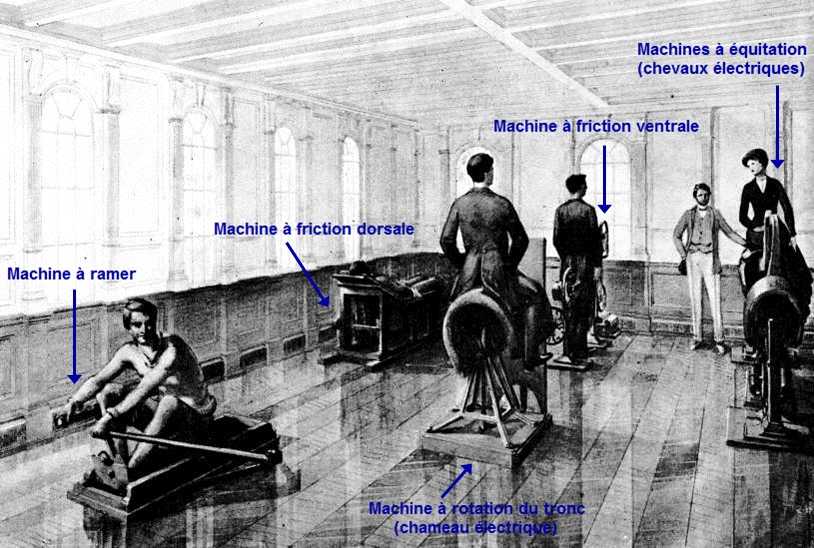 Machines à équitation
(chevaux électriques)
Machine à friction ventrale
Machine à friction dorsale
Machine à ramer
Machine à rotation du tronc
(chameau électrique)